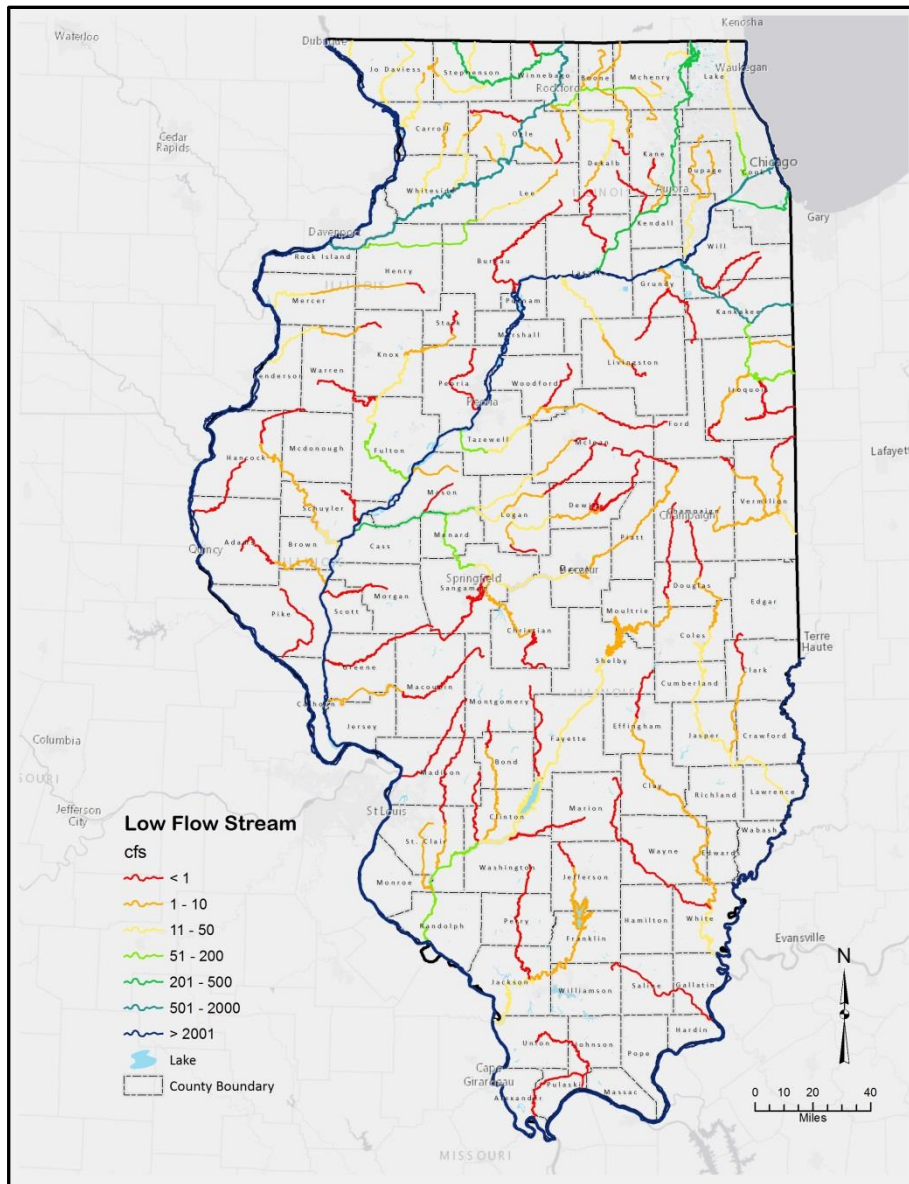 Kenosha
Waterloo
Dubuque
Jo Daviess
Stephenson
Winnebago
Boone
Mchenry
Lake
Waukegan
Rockford
Carroll
Ogle
Cedar
Rapids
Dekalb
Kane
Chicago
Cook
Dupage
Whiteside
Lee
ILLINOIS
Aurora
Kendall
Gary
Davenport
Will
Rock Island
Bureau
Henry
ILLINOIS
Grundy
Putnam
Kankakee
Mercer
Stark
Marshall
Knox
Livingston
Warren
Henderson
Peoria
Woodford
Iroquois
Peoria
Ford
Tazewell
Mclean
Lafayette
Hancock
Mcdonough
Fulton
Mason
Vermilion
Schuyler
Logan
Dewitt
Champaign
Champaign
Adams
Brown
Cass
Menard
Piatt
Quincy
ILLINOIS
Macon
Decatur
Springfield
Sangamon
Douglas
Morgan
Edgar
Scott
Moultrie
Pike
Christian
Coles
Terre
Haute
Greene
Shelby
Clark
Macoupin
ILLINOIS
Cumberland
Calhoun
Montgomery
Jersey
Effingham
Columbia
Fayette
Jasper
Crawford
SOURI
Bond
Madison
Clay
Richland
Lawrence
Jefferson
City
St Louis
Marion
Clinton
Wabash
Low Flow Stream
cfs
St. Clair
Wayne
Edwards
Washington
Jefferson
Monroe
< 1
1 - 10
11 - 50
51 - 200
201 - 500
501 - 2000
> 2001
Lake
County Boundary
Randolph
Perry
Hamilton
White
Franklin
Evansville
Jackson
Williamson
Saline
Gallatin
N
Hardin
Union
Johnson
Pope
Cape
Girardeau
Pulaski
Massac
Alexander
0 10 20 40
Miles
MISSOURI